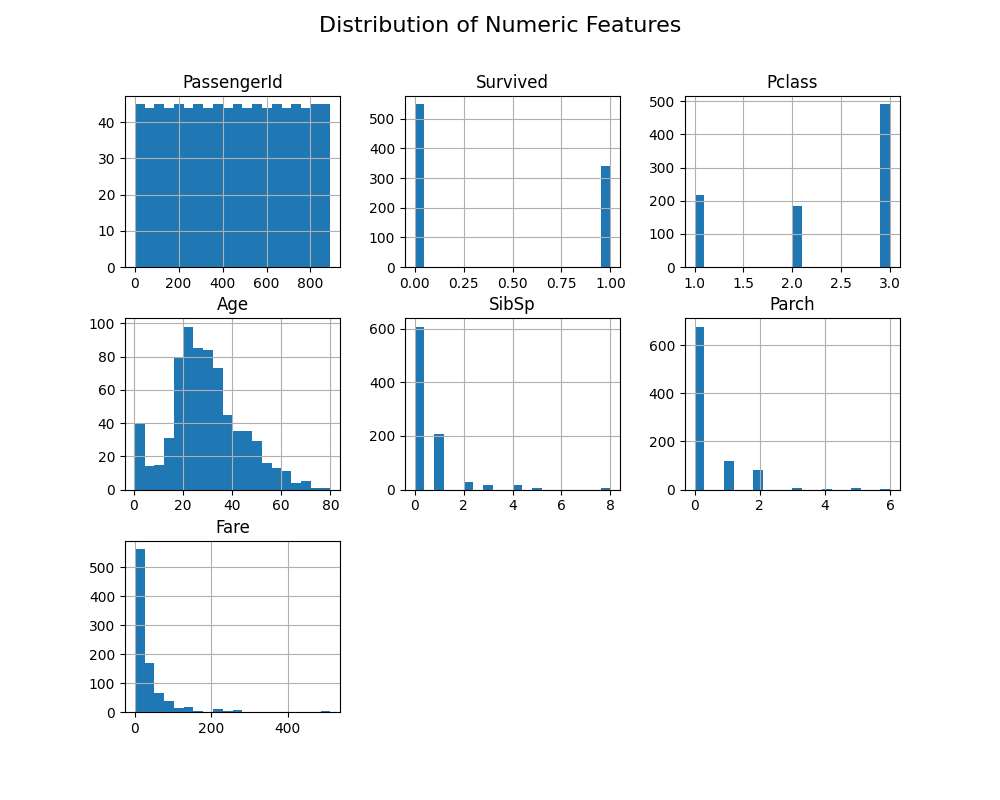 Distribution of Numeric Features
PassengerId
40
30
20
10
0
0 200 400 600 800
Survived
500
400
300
200
100
0
0.00 0.25 0.50 0.75 1.00
Pclass
500
400
300
200
100
0
1.0 1.5 2.0 2.5 3.0
Age
100
80
60
40
20
0
0 20 40 60 80
SibSp
600
400
200
0
0 2 4 6 8
Parch
600
400
200
0
0 2 4 6
Fare
500
400
300
200
100
0
0 200 400